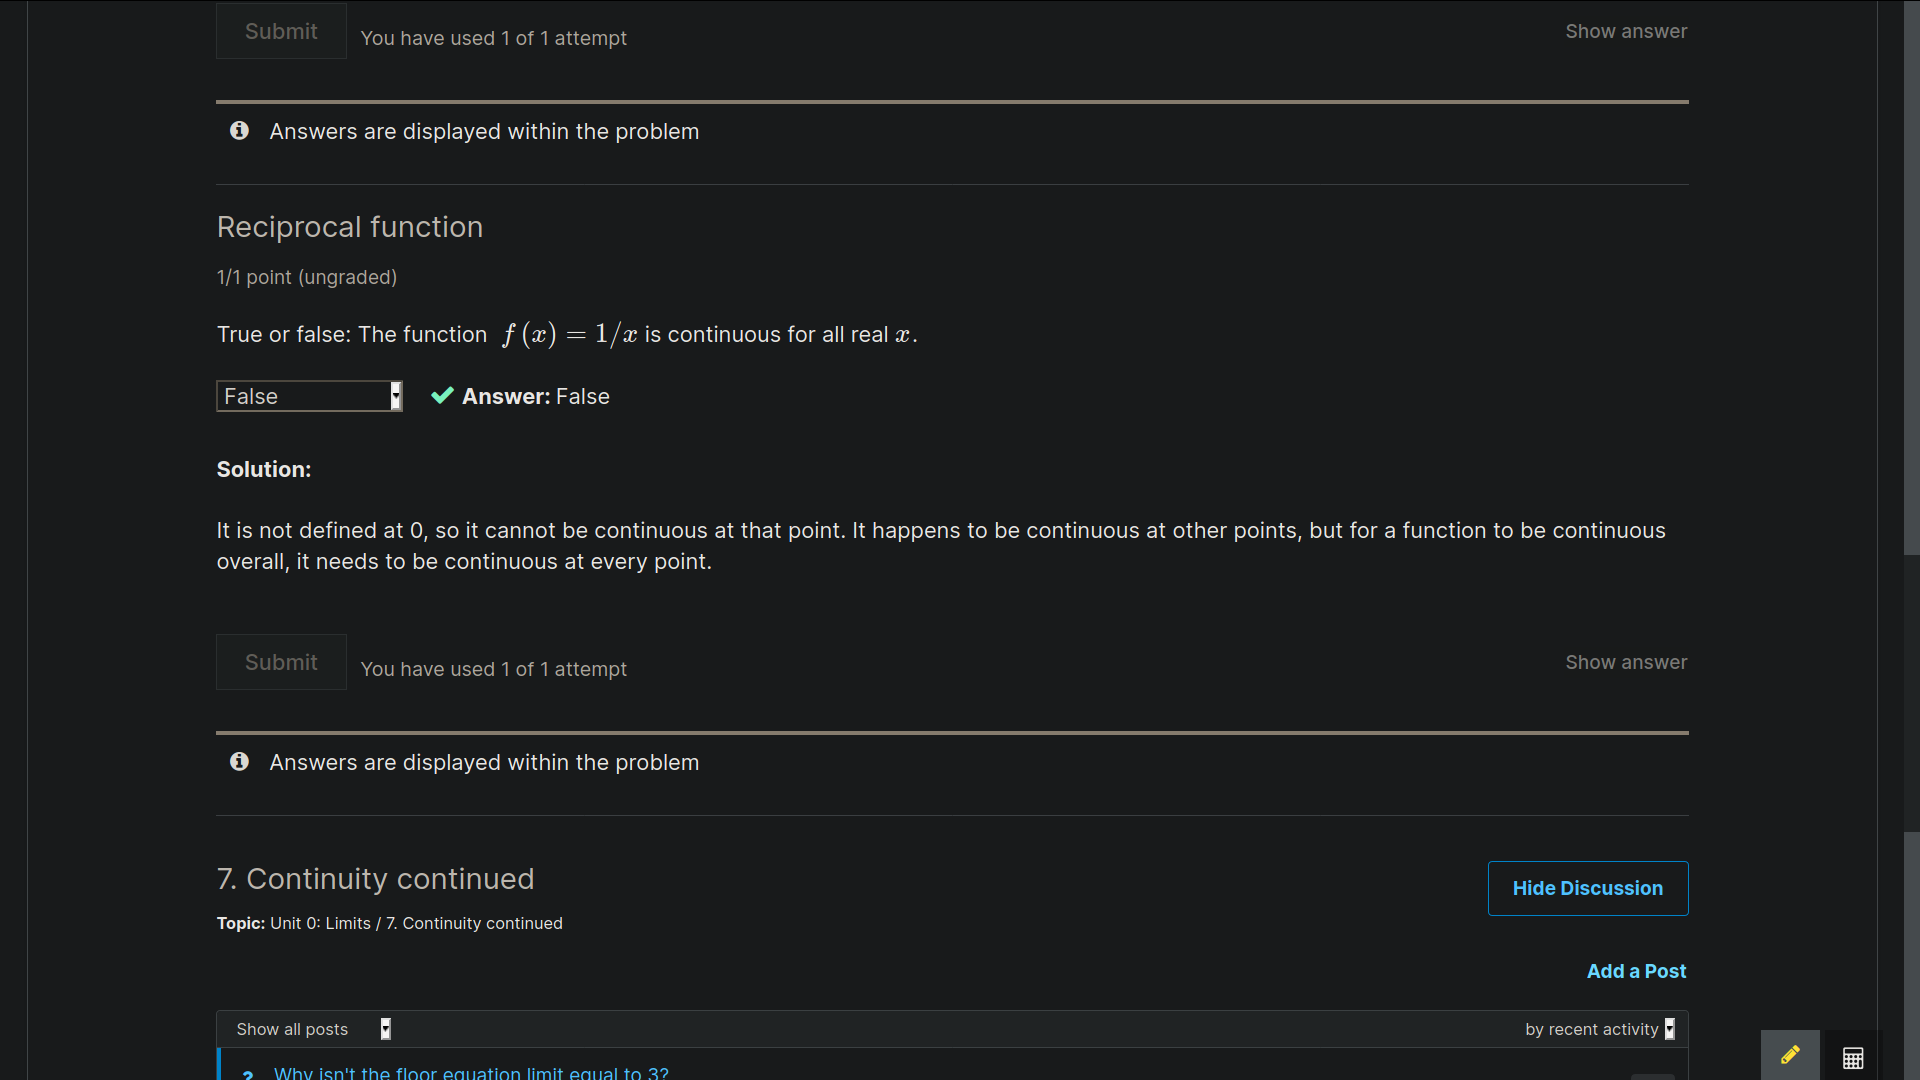 Submit
You have used 1 of 1 attempt
Show answer
Answers are displayed within the problem
Reciprocal function
1/1 point (ungraded)
True or false: The function f (x) = 1/x is continuous for all real x.
False
Answer: False
Solution:
It is not defined at 0, so it cannot be continuous at that point. It happens to be continuous at other points, but for a function to be continuous
overall, it needs to be continuous at every point.
Submit
You have used 1 of 1 attempt
Show answer
Answers are displayed within the problem
7. Continuity continued
Hide Discussion
Topic: Unit 0: Limits / 7. Continuity continued
Add a Post
Show all posts
by recent activity
? Why isn't the floor equation limit equal to 3?